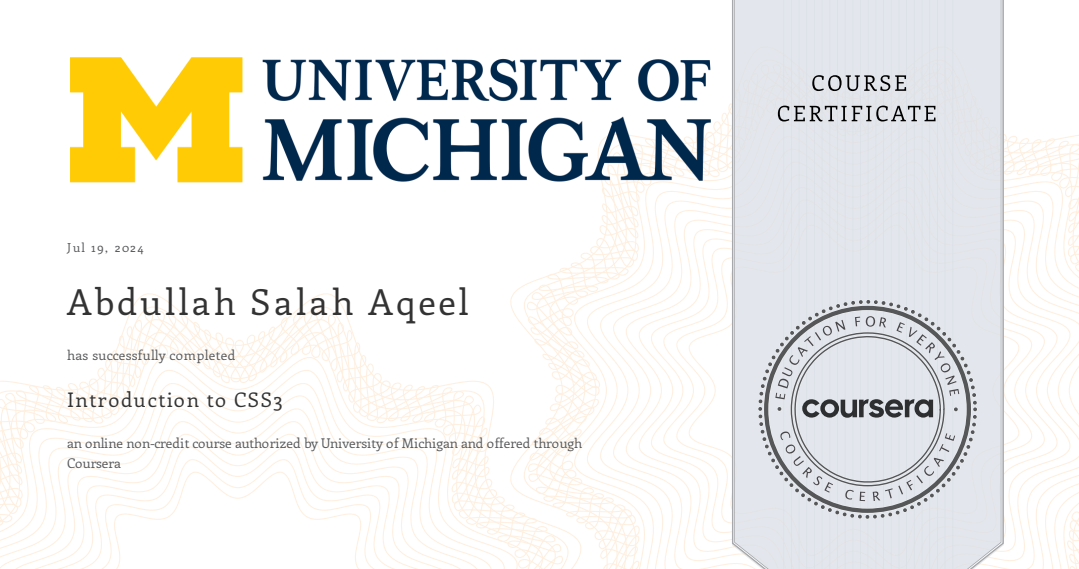 UNIVERSITY OF
MICHIGAN
COURSE
CERTIFICATE
Jul 19, 2024
Abdullah Salah Aqeel
has successfully completed
Introduction to CSS3
an online non-credit course authorized by University of Michigan and offered through
Coursera
EDUCATION FOR EVERYONE
coursera
COURSE CERTIFICATE